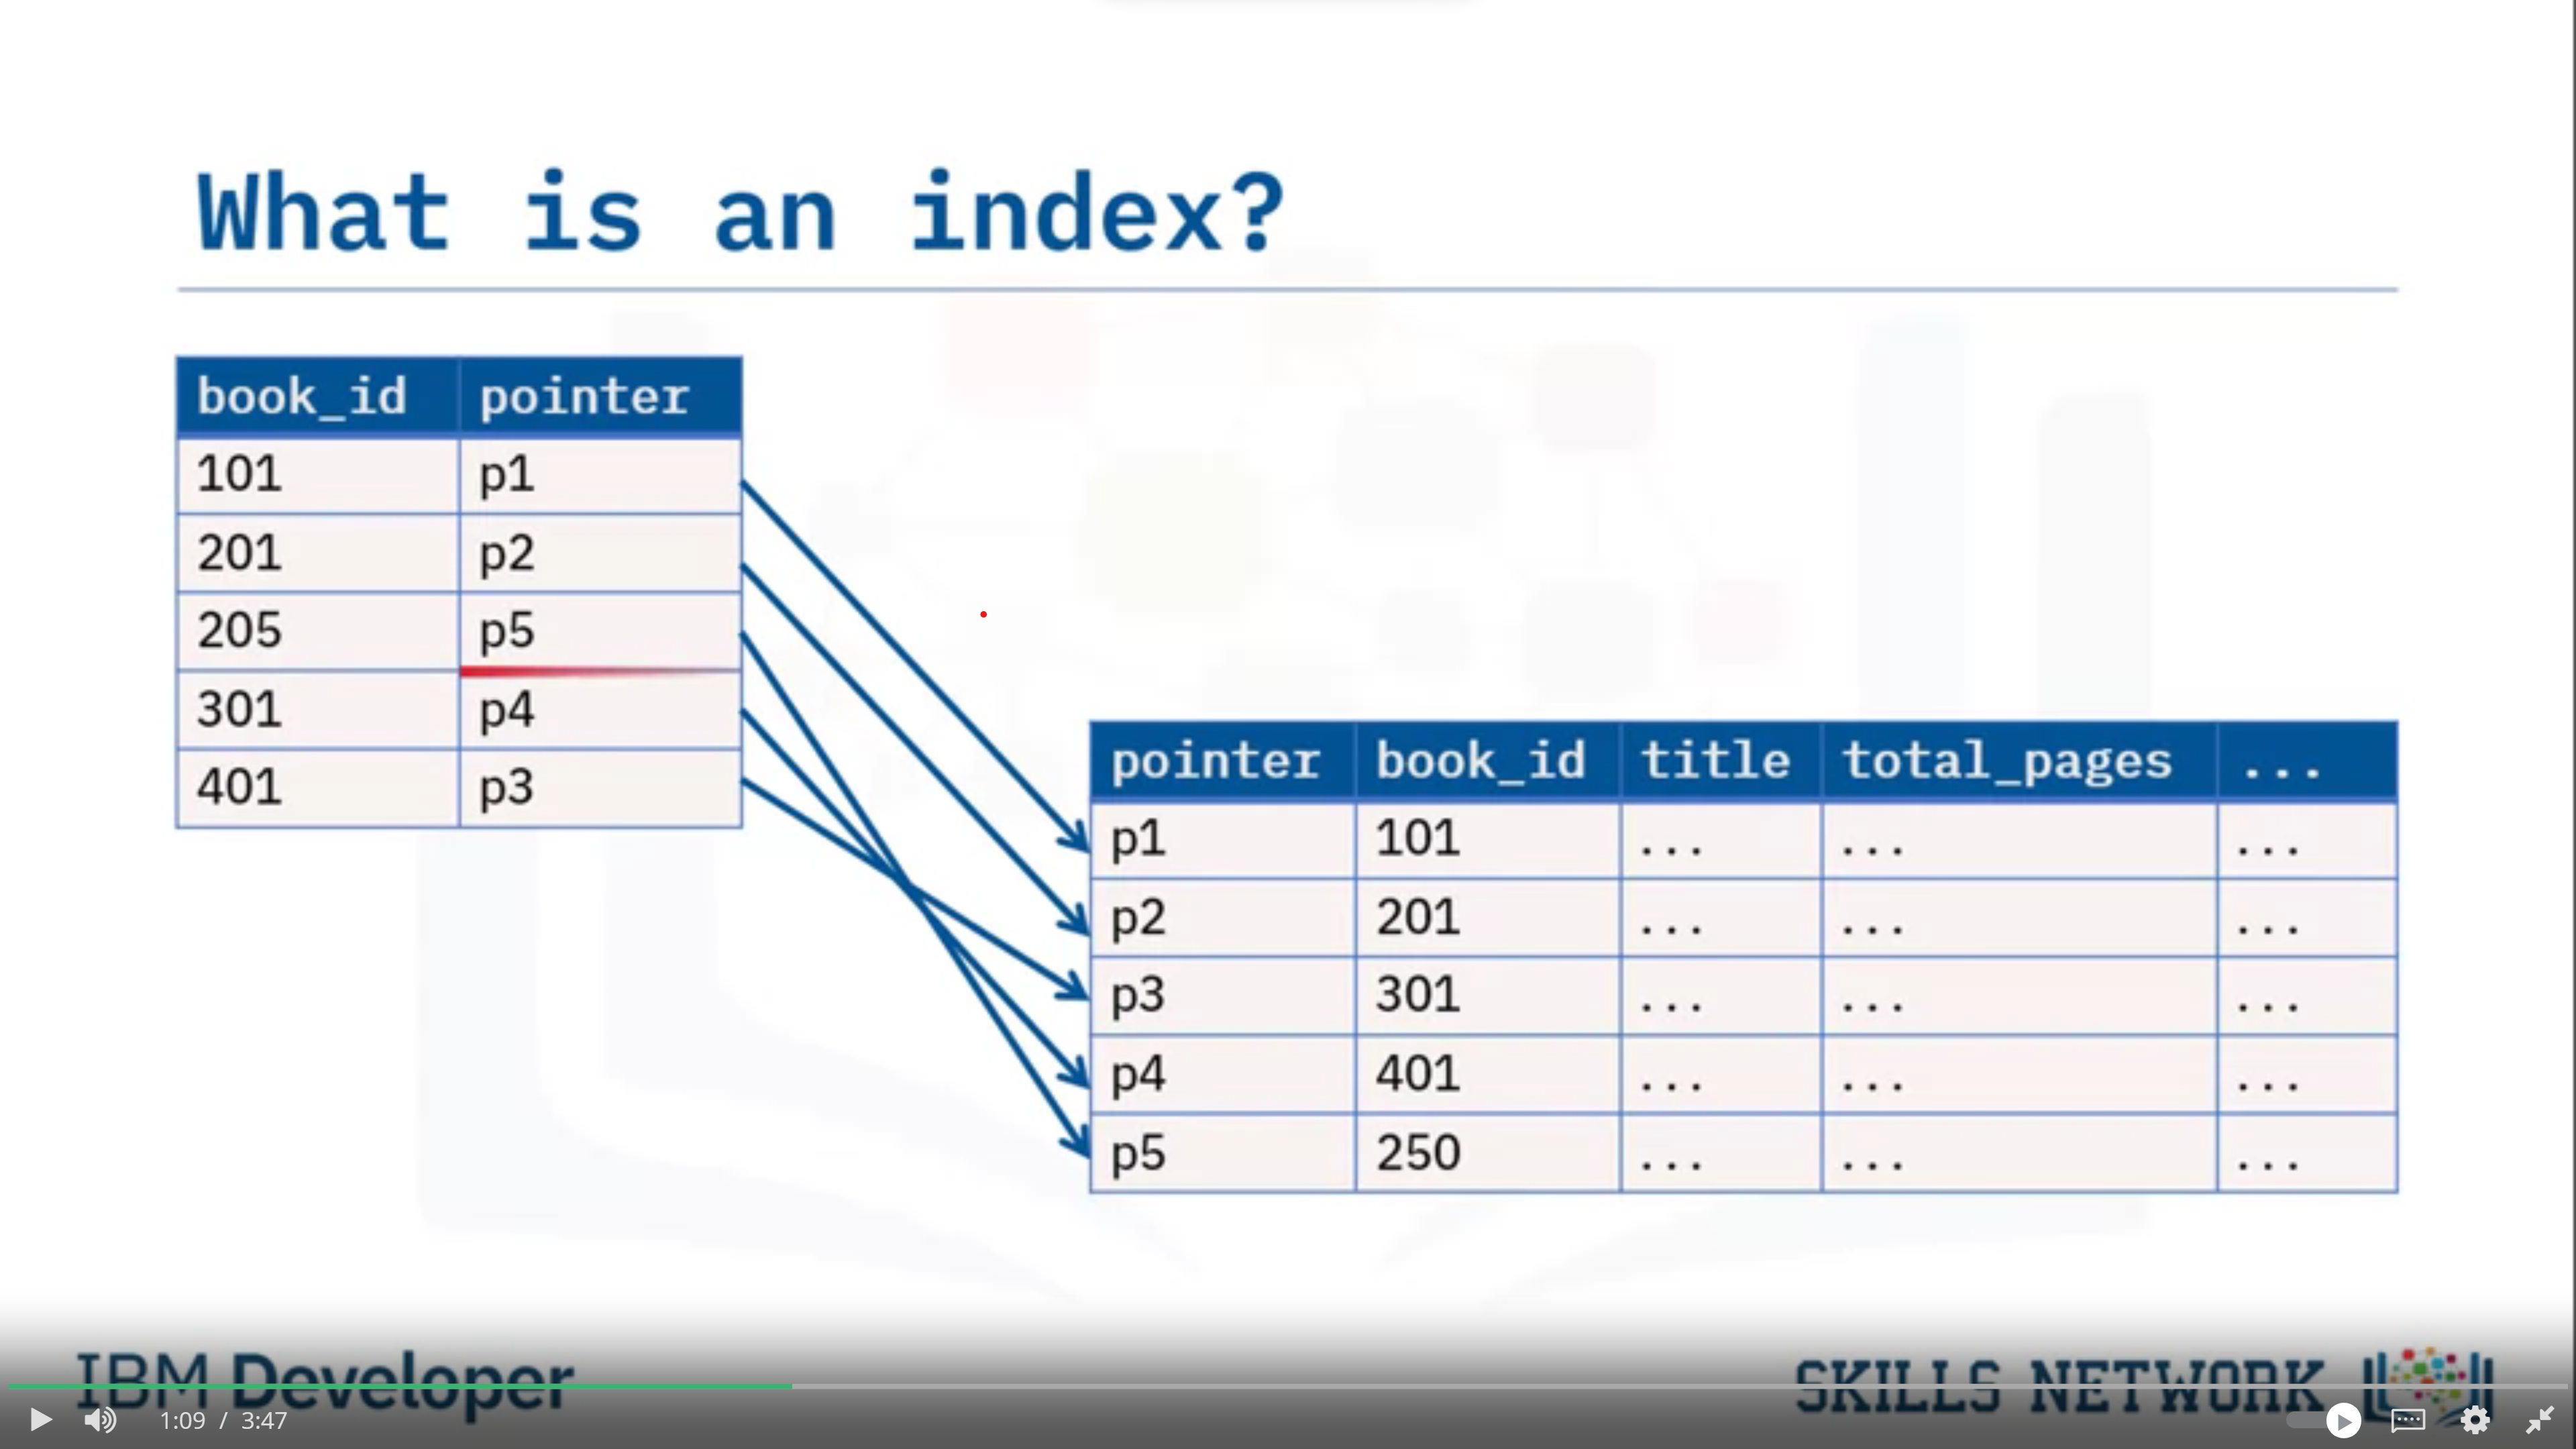 What is an index?
book_id pointer
101 p1
201 p2
205 p5
301 p4
401 p3
pointer book_id title total_pages ...
p1 101 ... ... ...
p2 201 ... ... ...
p3 301 ... ... ...
p4 401 ... ... ...
p5 250 ... ... ...
IBM Developer
SKILLS NETWORK
1:09 / 3:47